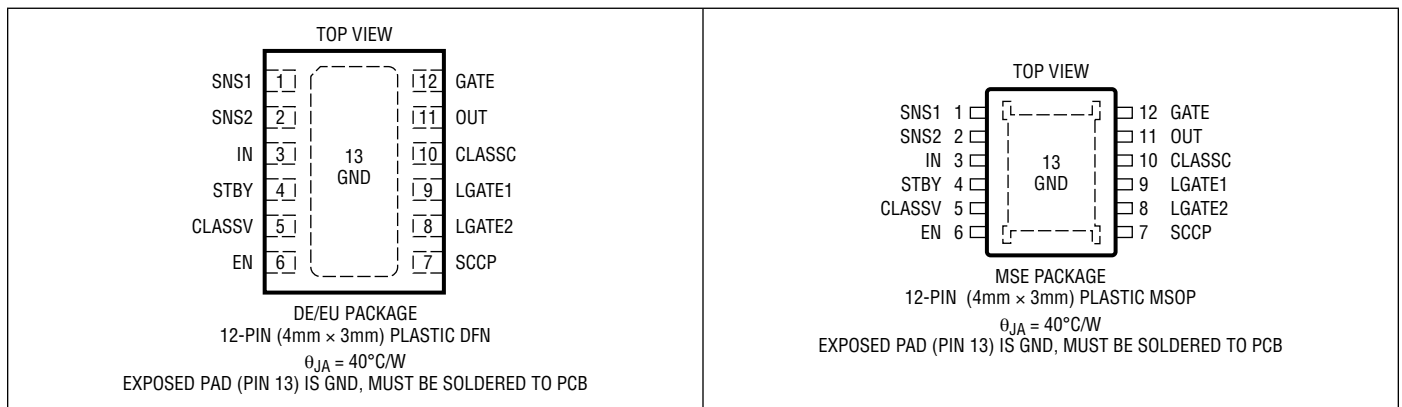 TOP VIEW
SNS1 1
SNS2 2
IN 3
STBY 4
CLASSV 5
EN 6
13
GND
12 GATE
11 OUT
10 CLASSC
9 LGATE1
8 LGATE2
7 SCCP
DE/EU PACKAGE
12-PIN (4mm × 3mm) PLASTIC DFN
θJA = 40°C/W
EXPOSED PAD (PIN 13) IS GND, MUST BE SOLDERED TO PCB
TOP VIEW
SNS1 1
SNS2 2
IN 3
STBY 4
CLASSV 5
EN 6
13
GND
12 GATE
11 OUT
10 CLASSC
9 LGATE1
8 LGATE2
7 SCCP
MSE PACKAGE
12-PIN (4mm × 3mm) PLASTIC MSOP
θJA = 40°C/W
EXPOSED PAD (PIN 13) IS GND, MUST BE SOLDERED TO PCB